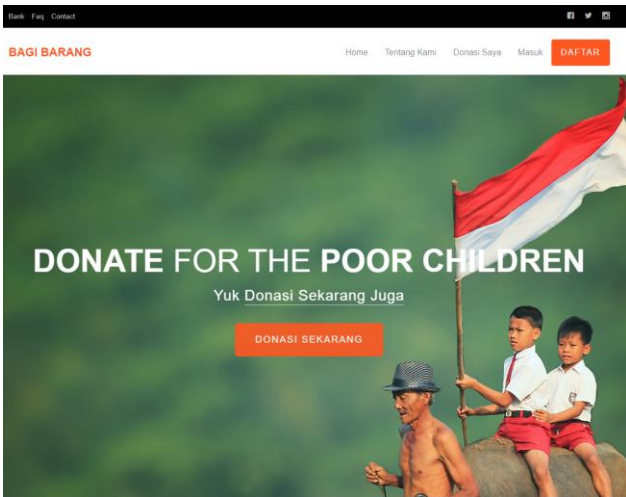 Bank Faq Contact
BAGI BARANG Home Tentang Kami Donasi Saya Masuk DAFTAR
DONATE FOR THE POOR CHILDREN
Yuk Donasi Sekarang Juga
DONASI SEKARANG